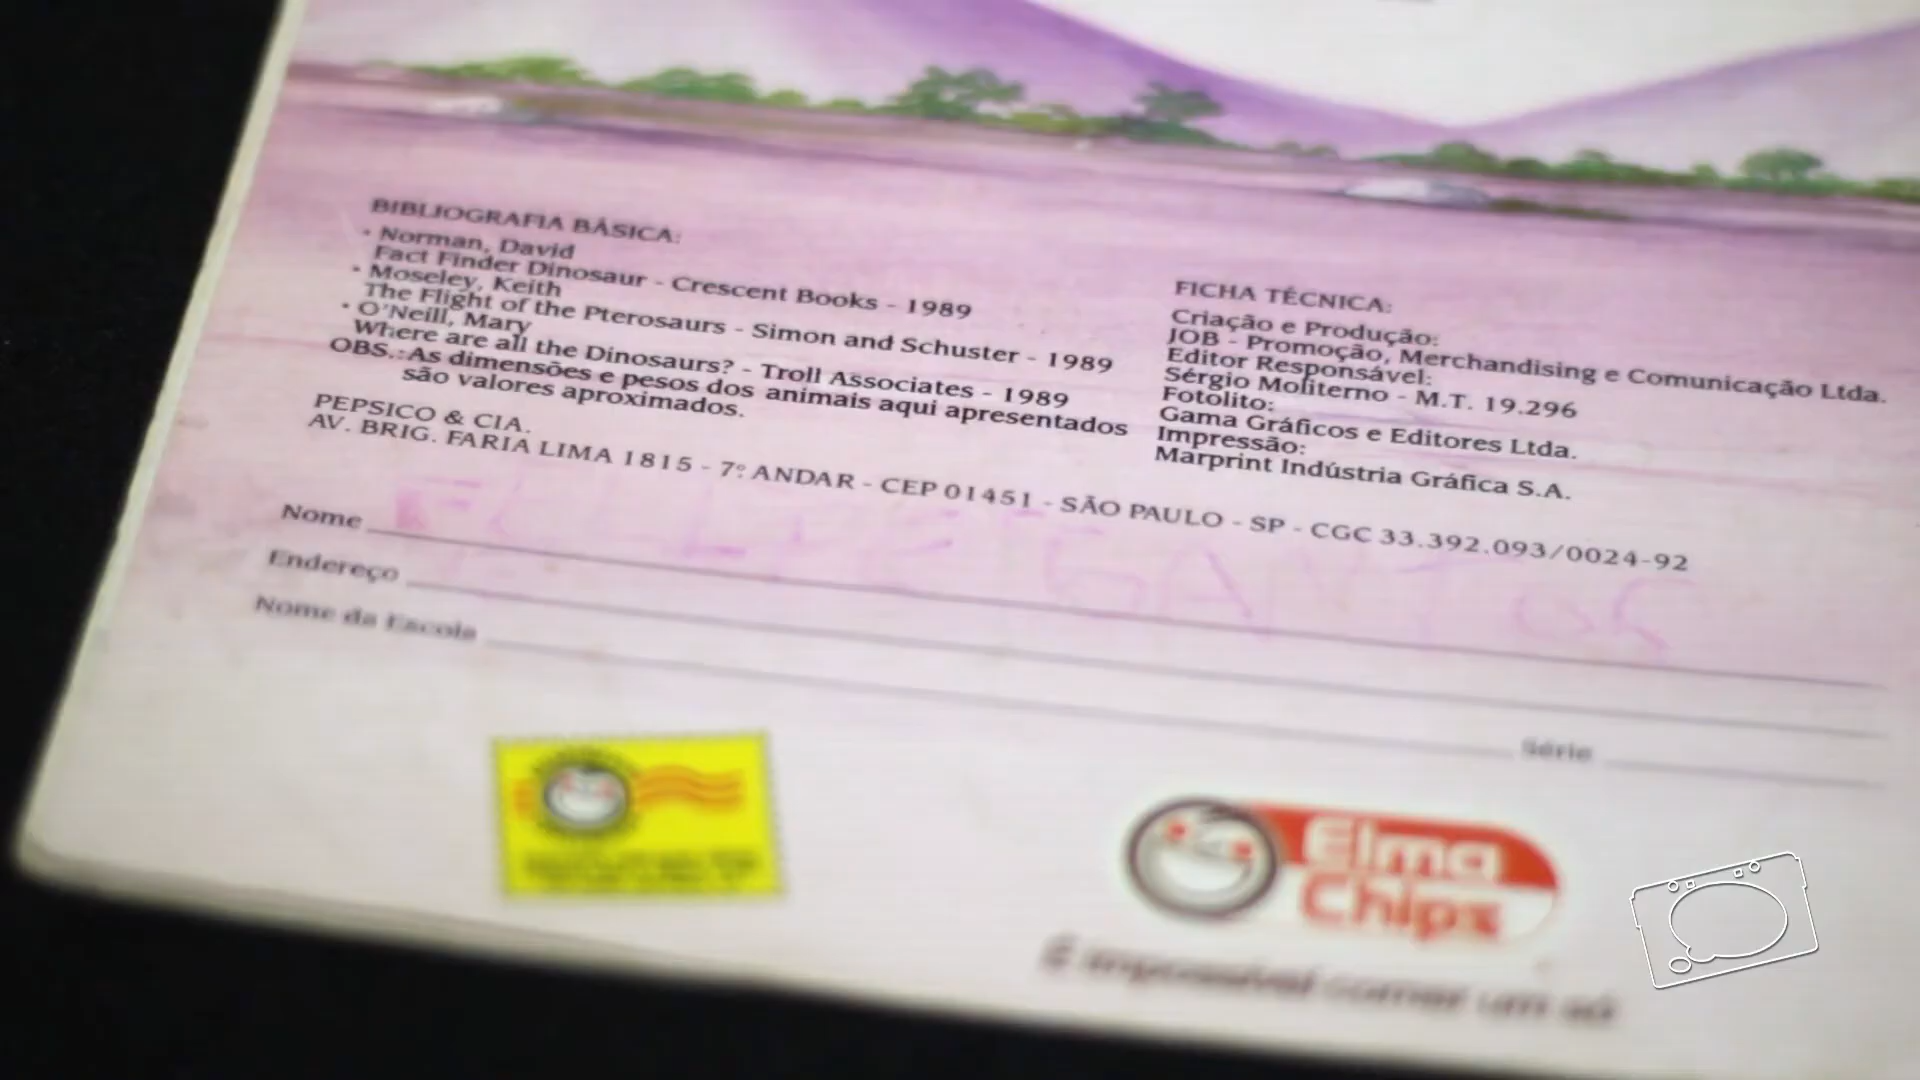 BIBLIOGRAFIA BÁSICA:
• Norman, David
Fact Finder Dinosaur - Crescent Books - 1989
• Moseley, Keith
The Flight of the Pterosaurs - Simon and Schuster - 1989
• O'Neill, Mary
Where are all the Dinosaurs? - Troll Associates - 1989
OBS.: As dimensões e pesos dos animais aqui apresentados
são valores aproximados.
PEPSICO & CIA.
AV. BRIG. FARIA LIMA 1815 - 7º ANDAR - CEP 01451 - SÃO PAULO - SP - CGC 33.392.093/0024-92
FICHA TÉCNICA:
Criação e Produção:
JOB - Promoção, Merchandising e Comunicação Ltda.
Editor Responsável:
Sérgio Moliterno - M.T. 19.296
Fotolito:
Gama Gráficos e Editores Ltda.
Impressão:
Marprint Indústria Gráfica S.A.
Nome
Endereço
Nome da Escola
Série
Elma
Chips
É impossível comer um só